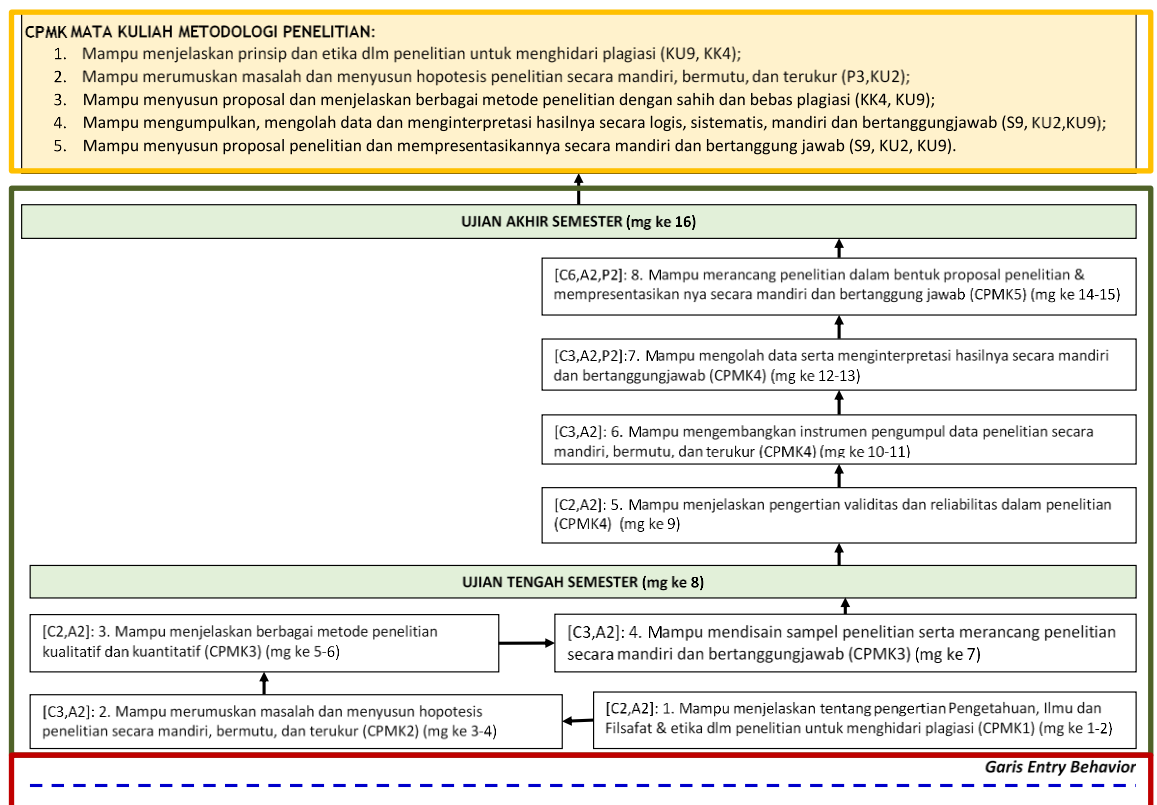 CPMK MATA KULIAH METODOLOGI PENELITIAN:
1. Mampu menjelaskan prinsip dan etika dlm penelitian untuk menghidari plagiasi (KU9, KK4);
2. Mampu merumuskan masalah dan menyusun hopotesis penelitian secara mandiri, bermutu, dan terukur (P3,KU2);
3. Mampu menyusun proposal dan menjelaskan berbagai metode penelitian dengan sahih dan bebas plagiasi (KK4, KU9);
4. Mampu mengumpulkan, mengolah data dan menginterpretasi hasilnya secara logis, sistematis, mandiri dan bertanggungjawab (S9, KU2,KU9);
5. Mampu menyusun proposal penelitian dan mempresentasikannya secara mandiri dan bertanggung jawab (S9, KU2, KU9).
UJIAN AKHIR SEMESTER (mg ke 16)
[C6,A2,P2]: 8. Mampu merancang penelitian dalam bentuk proposal penelitian &
mempresentasikan nya secara mandiri dan bertanggung jawab (CPMK5) (mg ke 14-15)
[C3,A2,P2]:7. Mampu mengolah data serta menginterpretasi hasilnya secara mandiri
dan bertanggungjawab (CPMK4) (mg ke 12-13)
[C3,A2]: 6. Mampu mengembangkan instrumen pengumpul data penelitian secara
mandiri, bermutu, dan terukur (CPMK4) (mg ke 10-11)
[C2,A2]: 5. Mampu menjelaskan pengertian validitas dan reliabilitas dalam penelitian
(CPMK4) (mg ke 9)
UJIAN TENGAH SEMESTER (mg ke 8)
[C2,A2]: 3. Mampu menjelaskan berbagai metode penelitian
kualitatif dan kuantitatif (CPMK3) (mg ke 5-6)
[C3,A2]: 4. Mampu mendisain sampel penelitian serta merancang penelitian
secara mandiri dan bertanggungjawab (CPMK3) (mg ke 7)
[C3,A2]: 2. Mampu merumuskan masalah dan menyusun hopotesis
penelitian secara mandiri, bermutu, dan terukur (CPMK2) (mg ke 3-4)
[C2,A2]: 1. Mampu menjelaskan tentang pengertian Pengetahuan, Ilmu dan
Filsafat & etika dlm penelitian untuk menghidari plagiasi (CPMK1) (mg ke 1-2)
Garis Entry Behavior